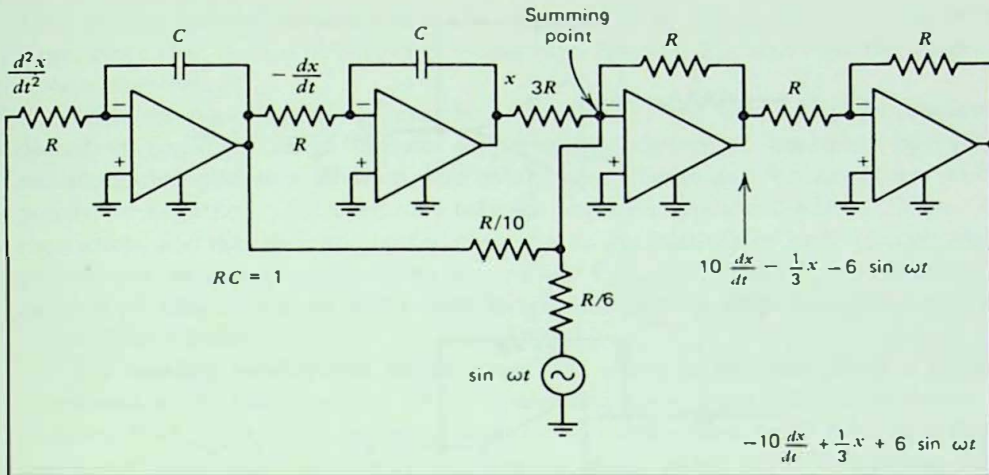 Summing
point
C
C
R
R
d²x
dt²
− dx
dt
x
3R
R
−
−
−
−
R
R
+
+
+
+
R/10
RC = 1
10 dx/dt − 1/3 x − 6 sin ωt
R/6
sin ωt
−10 dx/dt + 1/3 x + 6 sin ωt